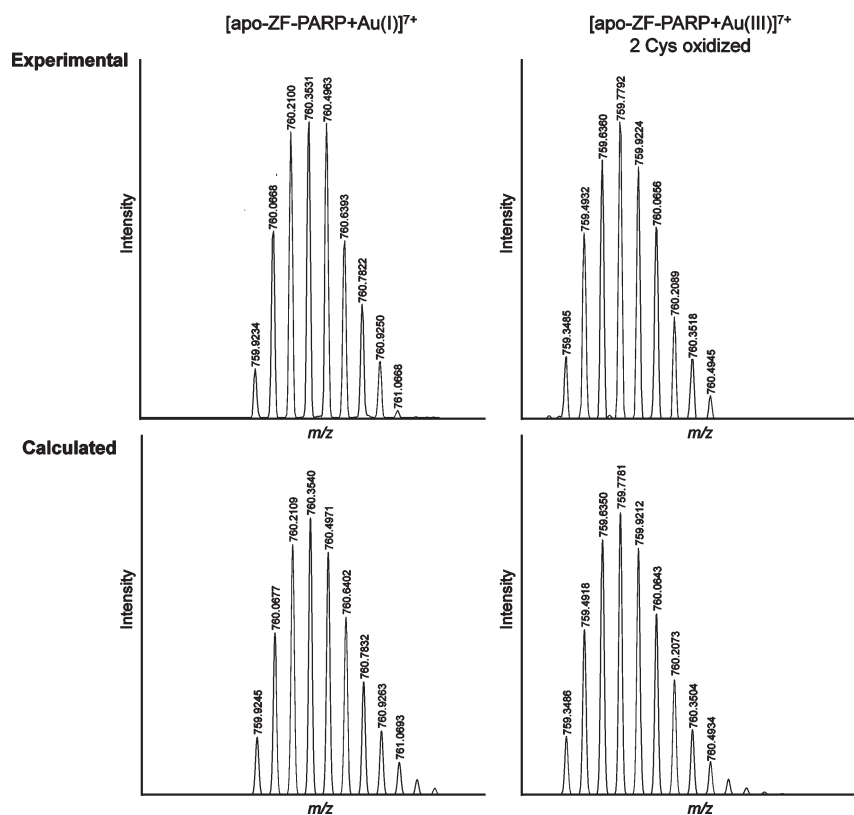 [apo-ZF-PARP+Au(I)]7+
[apo-ZF-PARP+Au(III)]7+
2 Cys oxidized
Experimental
Intensity
759.9234
760.0668
760.2100
760.3531
760.4963
760.6393
760.7822
760.9250
761.0668
m/z
Intensity
759.3485
759.4932
759.6360
759.7792
759.9224
760.0656
760.2089
760.3518
760.4945
m/z
Calculated
Intensity
759.9245
760.0677
760.2109
760.3540
760.4971
760.6402
760.7832
760.9263
761.0693
m/z
Intensity
759.3486
759.4918
759.6350
759.7781
759.9212
760.0643
760.2073
760.3504
760.4934
m/z